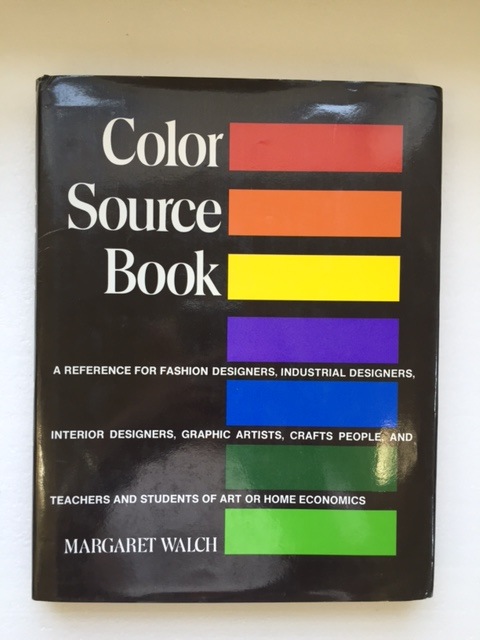 Color
Source
Book
A REFERENCE FOR FASHION DESIGNERS, INDUSTRIAL DESIGNERS,
INTERIOR DESIGNERS, GRAPHIC ARTISTS, CRAFTS PEOPLE, AND
TEACHERS AND STUDENTS OF ART OR HOME ECONOMICS
MARGARET WALCH